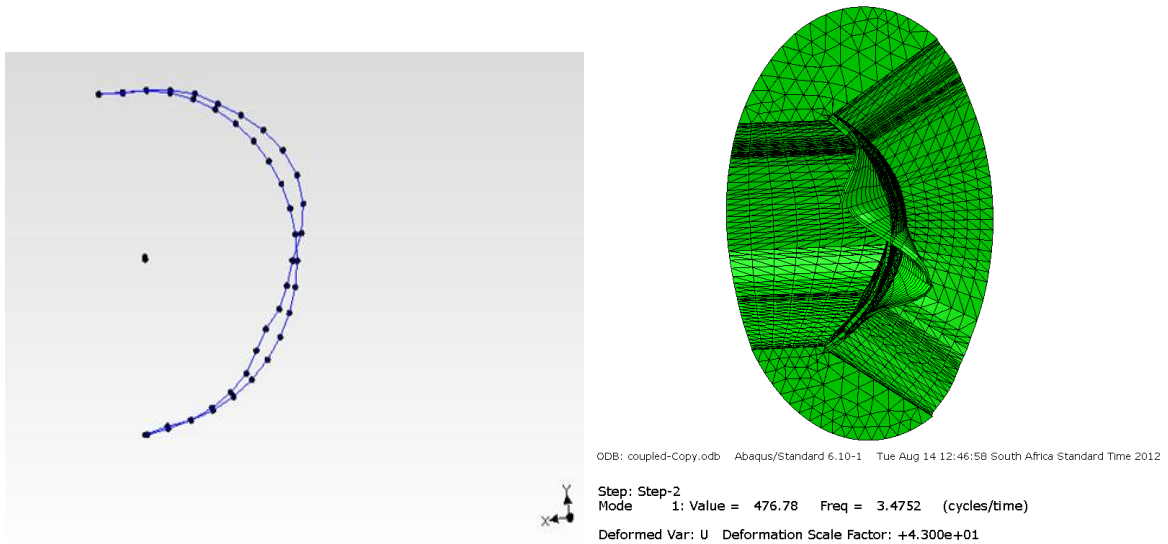 Y
X
ODB: coupled-Copy.odb Abaqus/Standard 6.10-1 Tue Aug 14 12:46:58 South Africa Standard Time 2012
Step: Step-2
Mode 1: Value = 476.78 Freq = 3.4752 (cycles/time)
Deformed Var: U Deformation Scale Factor: +4.300e+01